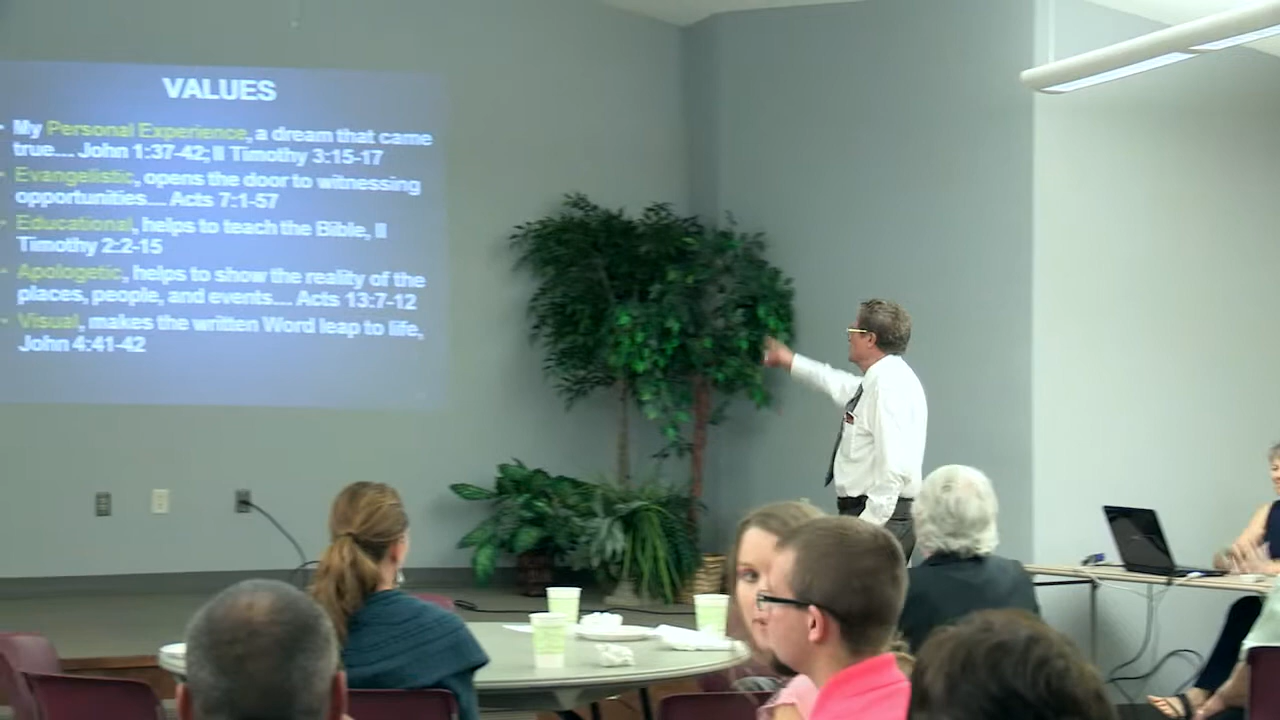 VALUES
- My Personal Experience, a dream that came
true.... John 1:37-42; II Timothy 3:15-17
- Evangelistic, opens the door to witnessing
opportunities.... Acts 7:1-57
- Educational, helps to teach the Bible, II
Timothy 2:2-15
- Apologetic, helps to show the reality of the
places, people, and events.... Acts 13:7-12
- Visual, makes the written Word leap to life,
John 4:41-42